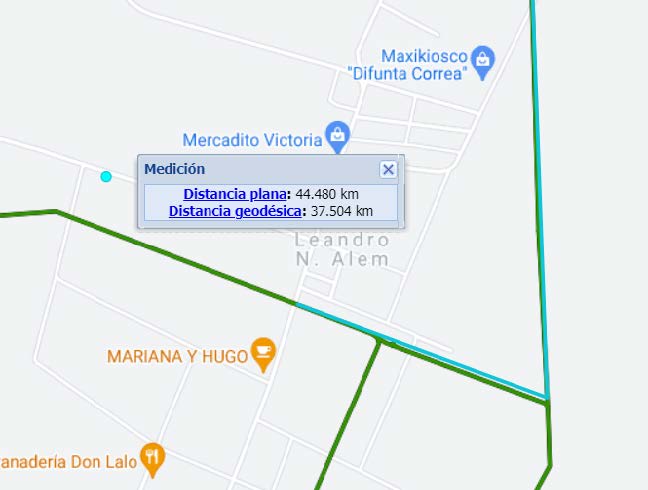 Maxikiosco
"Difunta Correa"
Mercadito Victoria
Medición
Distancia plana: 44.480 km
Distancia geodésica: 37.504 km
Leandro
N. Alem
MARIANA Y HUGO
anadería Don Lalo